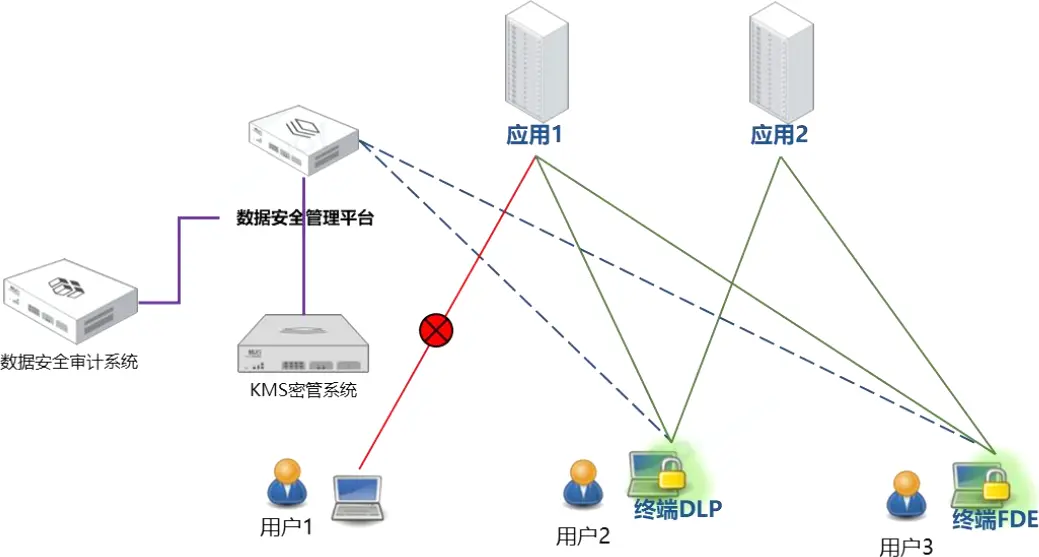 应用1
应用2
数据安全管理平台
数据安全审计系统
KMS密管系统
用户1
用户2
终端DLP
用户3
终端FDE